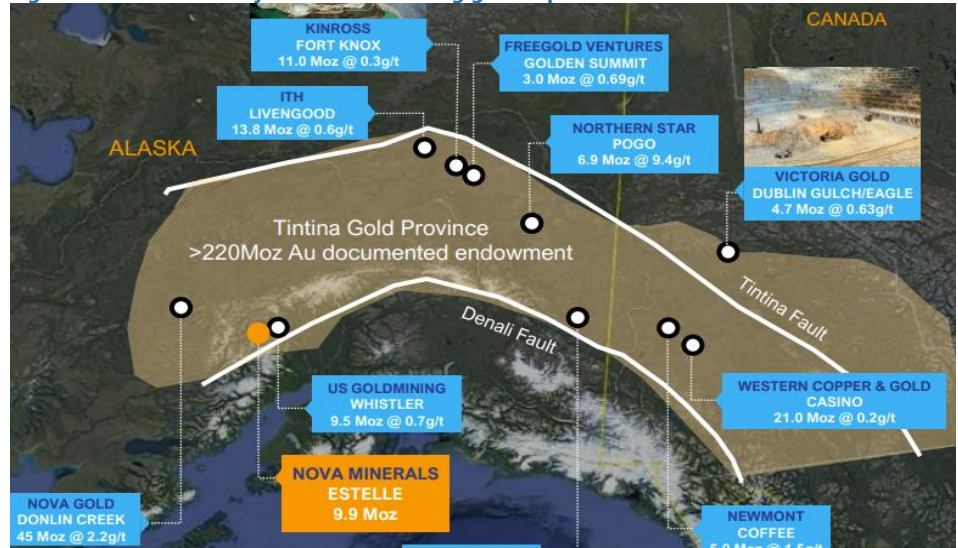 CANADA
KINROSS
FORT KNOX
11.0 Moz @ 0.3g/t
FREEGOLD VENTURES
GOLDEN SUMMIT
3.0 Moz @ 0.69g/t
ITH
LIVENGOOD
13.8 Moz @ 0.6g/t
ALASKA
NORTHERN STAR
POGO
6.9 Moz @ 9.4g/t
VICTORIA GOLD
DUBLIN GULCH/EAGLE
4.7 Moz @ 0.63g/t
Tintina Gold Province
>220Moz Au documented endowment
Tintina Fault
Denali Fault
US GOLDMINING
WHISTLER
9.5 Moz @ 0.7g/t
WESTERN COPPER & GOLD
CASINO
21.0 Moz @ 0.2g/t
NOVA MINERALS
ESTELLE
9.9 Moz
NOVA GOLD
DONLIN CREEK
45 Moz @ 2.2g/t
NEWMONT
COFFEE